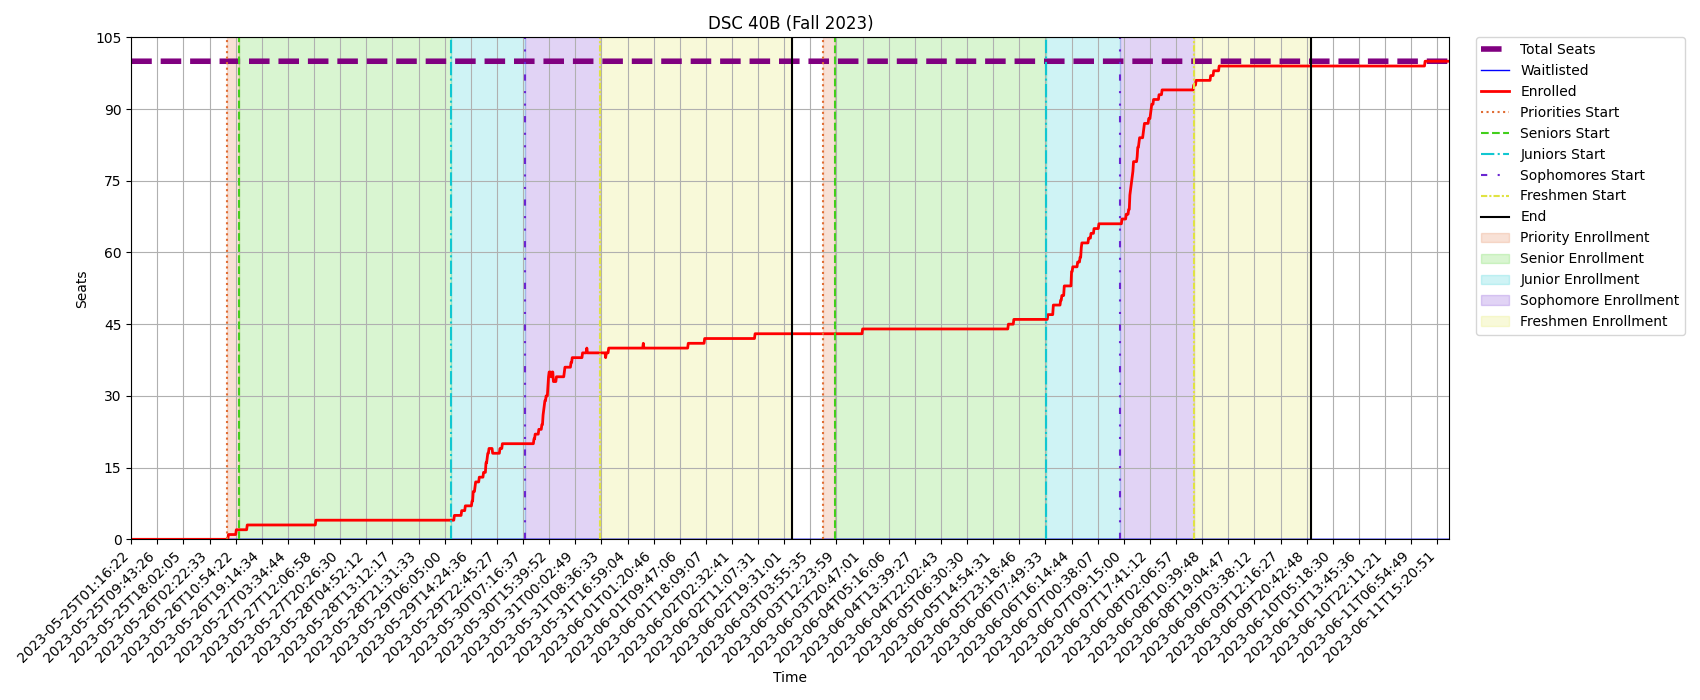 DSC 40B (Fall 2023)
105
90
75
60
45
30
15
0
Seats
2023-05-25T01:16:22
2023-05-25T09:43:26
2023-05-25T18:02:05
2023-05-26T02:22:33
2023-05-26T10:54:22
2023-05-26T19:14:34
2023-05-27T03:34:44
2023-05-27T12:06:58
2023-05-27T20:26:30
2023-05-28T04:52:12
2023-05-28T13:12:17
2023-05-28T21:31:33
2023-05-29T06:05:00
2023-05-29T14:24:36
2023-05-29T22:45:27
2023-05-30T07:16:37
2023-05-30T15:39:52
2023-05-31T00:02:49
2023-05-31T08:36:33
2023-05-31T16:59:04
2023-06-01T01:20:46
2023-06-01T09:47:06
2023-06-01T18:09:07
2023-06-02T02:32:41
2023-06-02T11:07:31
2023-06-02T19:31:01
2023-06-03T03:55:35
2023-06-03T12:23:59
2023-06-03T20:47:01
2023-06-04T05:16:06
2023-06-04T13:39:27
2023-06-04T22:02:43
2023-06-05T06:30:30
2023-06-05T14:54:31
2023-06-05T23:18:46
2023-06-06T07:49:33
2023-06-06T16:14:44
2023-06-07T00:38:07
2023-06-07T09:15:00
2023-06-07T17:41:12
2023-06-08T02:06:57
2023-06-08T10:39:48
2023-06-08T19:04:47
2023-06-09T03:38:12
2023-06-09T12:16:27
2023-06-09T20:42:48
2023-06-10T05:18:30
2023-06-10T13:45:36
2023-06-10T22:11:21
2023-06-11T06:54:49
2023-06-11T15:20:51
Time
Total Seats
Waitlisted
Enrolled
Priorities Start
Seniors Start
Juniors Start
Sophomores Start
Freshmen Start
End
Priority Enrollment
Senior Enrollment
Junior Enrollment
Sophomore Enrollment
Freshmen Enrollment